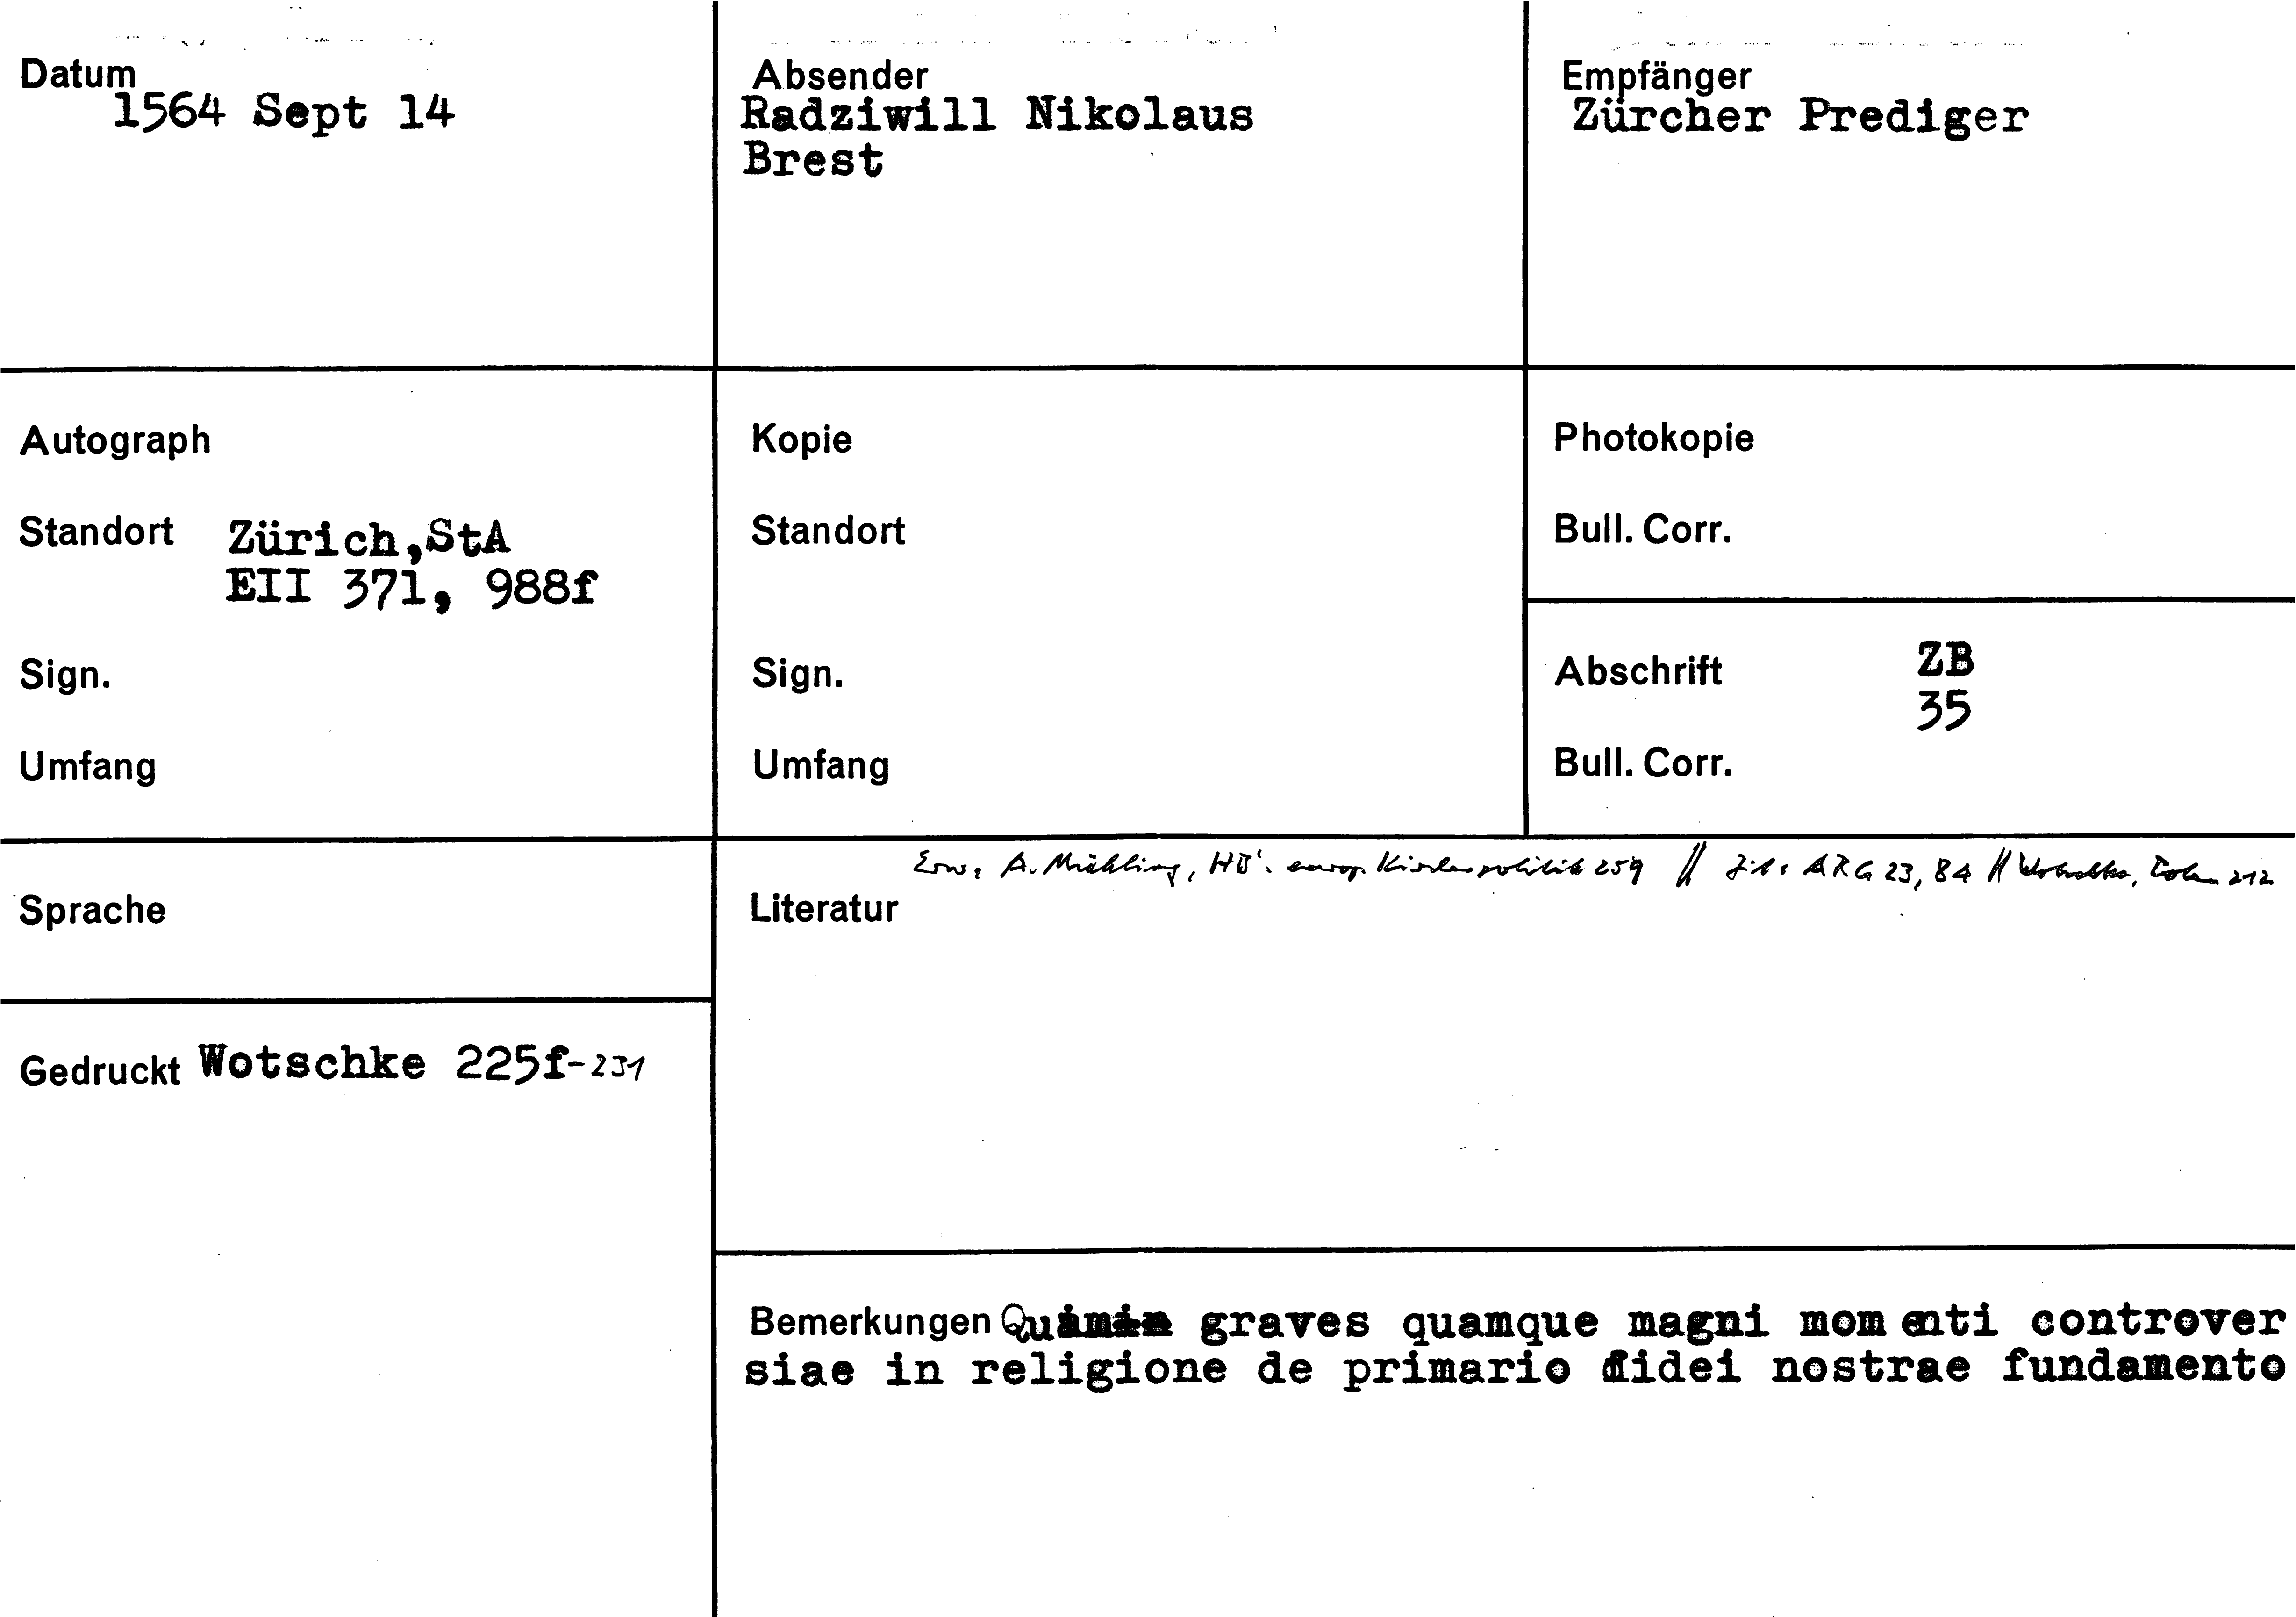 Datum
1564 Sept 14
Absender
Radziwill Nikolaus
Brest
Empfänger
Zürcher Prediger
Autograph
Standort Zürich,StA
EII 371, 988f
Sign.
Umfang
Kopie
Standort
Sign.
Umfang
Photokopie
Bull. Corr.
Abschrift ZB
35
Bull. Corr.
Sprache
Gedruckt Wotschke 225f-231
Erw: A. Mühling, HB's europ. Kirchenpolitik 259 // Zit: ARG 23, 84 // Wotschke, Polen 212
Literatur
Bemerkungen graves quamque magni momenti controver
siae in religione de primario fidei nostrae fundamento